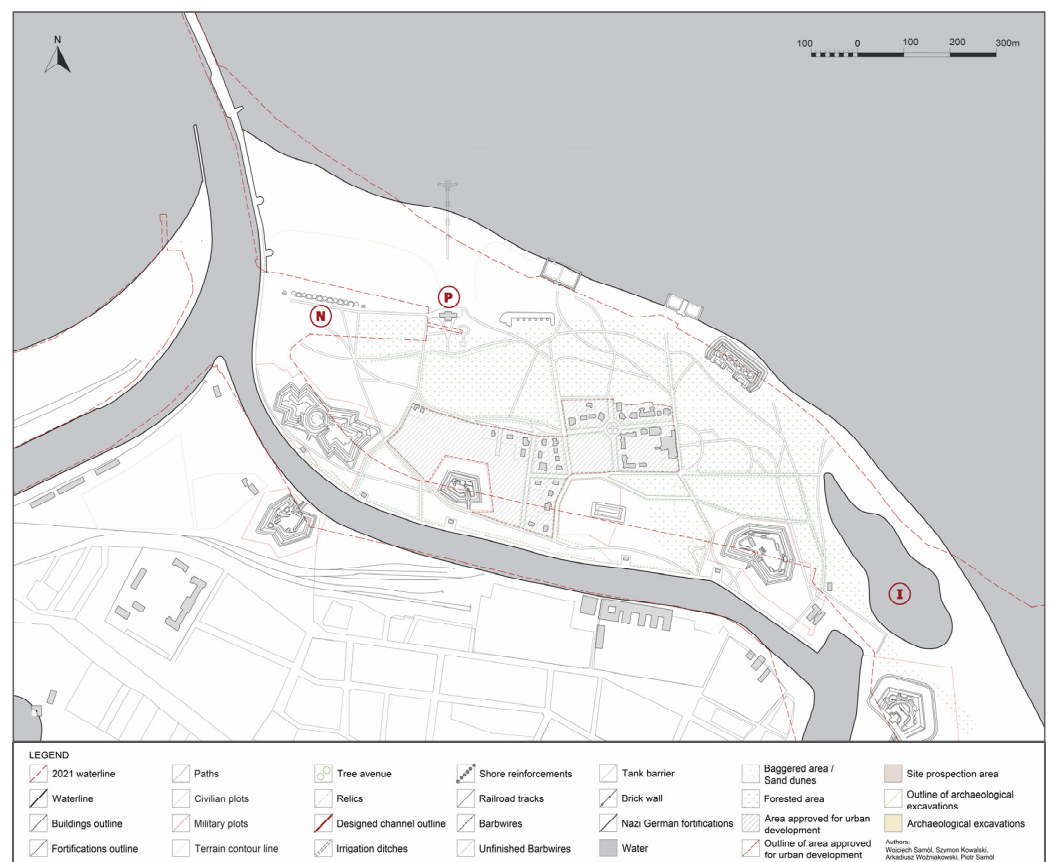 N
100 0 100 200 300m
P
N
I
LEGEND
2021 waterline
Waterline
Buildings outline
Fortifications outline
Paths
Civilian plots
Military plots
Terrain contour line
Tree avenue
Relics
Designed channel outline
Irrigation ditches
Shore reinforcements
Railroad tracks
Barbwires
Unfinished Barbwires
Tank barrier
Brick wall
Nazi German fortifications
Water
Baggered area /
Sand dunes
Forested area
Area approved for urban
development
Outline of area approved
for urban development
Site prospection area
Outline of archaeological
excavations
Archaeological excavations
Authors:
Wojciech Samól, Szymon Kowalski,
Arkadiusz Woźniakowski, Piotr Samól